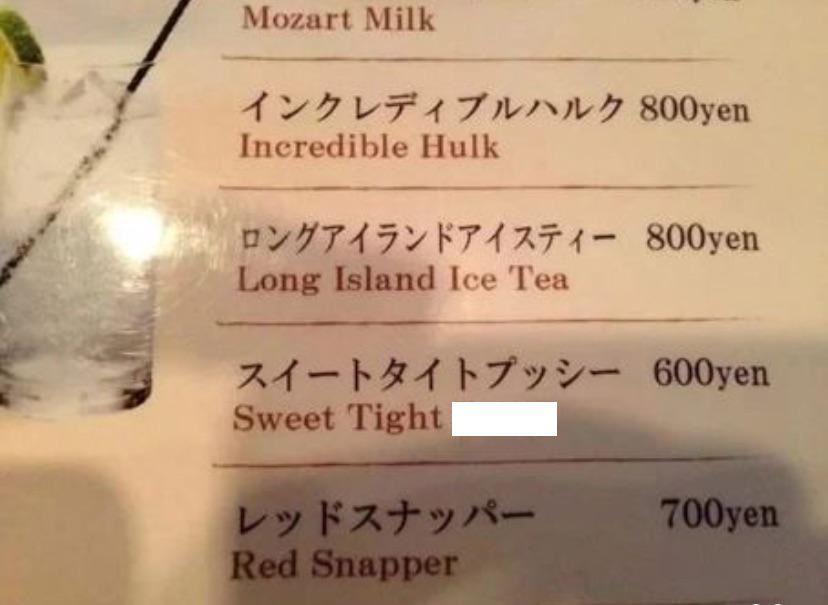 Mozart Milk
インクレディブルハルク 800yen
Incredible Hulk
ロングアイランドアイスティー 800yen
Long Island Ice Tea
スイートタイトプッシー 600yen
Sweet Tight
レッドスナッパー 700yen
Red Snapper